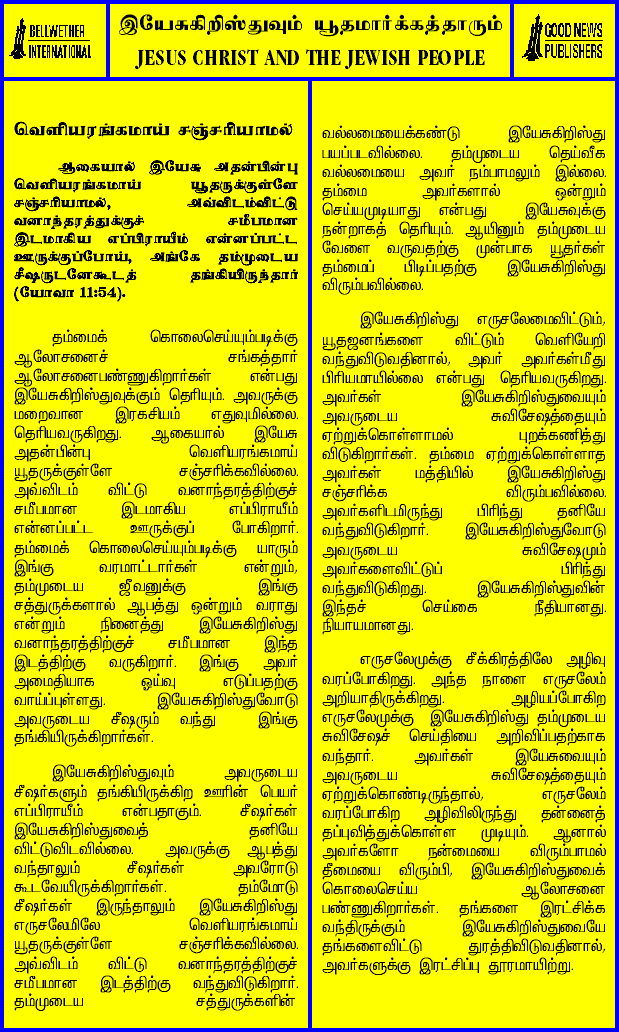 BELLWETHER
INTERNATIONAL
இயேசுகிறிஸ்துவும் யூதமார்க்கத்தாரும்
JESUS CHRIST AND THE JEWISH PEOPLE
GOOD NEWS
PUBLISHERS
வெளியரங்கமாய் சஞ்சரியாமல்
ஆகையால் இயேசு அதன்பின்பு
வெளியரங்கமாய் யூதருக்குள்ளே
சஞ்சரியாமல், அவ்விடம்விட்டு
வனாந்தரத்துக்குச் சமீபமான
இடமாகிய எப்பிராயீம் என்னப்பட்ட
ஊருக்குப்போய், அங்கே தம்முடைய
சீஷருடனேகூடத் தங்கியிருந்தார்
(யோவா 11:54).
தம்மைக் கொலைசெய்யும்படிக்கு
ஆலோசனைச் சங்கத்தார்
ஆலோசனைபண்ணுகிறார்கள் என்பது
இயேசுகிறிஸ்துவுக்கும் தெரியும். அவருக்கு
மறைவான இரகசியம் எதுவுமில்லை.
தெரியவருகிறது. ஆகையால் இயேசு
அதன்பின்பு வெளியரங்கமாய்
யூதருக்குள்ளே சஞ்சரிக்கவில்லை.
அவ்விடம் விட்டு வனாந்தரத்திற்குச்
சமீபமான இடமாகிய எப்பிராயீம்
என்னப்பட்ட ஊருக்குப் போகிறார்.
தம்மைக் கொலைசெய்யும்படிக்கு யாரும்
இங்கு வரமாட்டார்கள் என்றும்,
தம்முடைய ஜீவனுக்கு இங்கு
சத்துருக்களால் ஆபத்து ஒன்றும் வராது
என்றும் நினைத்து இயேசுகிறிஸ்து
வனாந்தரத்திற்குச் சமீபமான இந்த
இடத்திற்கு வருகிறார். இங்கு அவர்
அமைதியாக ஓய்வு எடுப்பதற்கு
வாய்ப்புள்ளது. இயேசுகிறிஸ்துவோடு
அவருடைய சீஷரும் வந்து இங்கு
தங்கியிருக்கிறார்கள்.
இயேசுகிறிஸ்துவும் அவருடைய
சீஷர்களும் தங்கியிருக்கிற ஊரின் பெயர்
எப்பிராயீம் என்பதாகும். சீஷர்கள்
இயேசுகிறிஸ்துவைத் தனியே
விட்டுவிடவில்லை. அவருக்கு ஆபத்து
வந்தாலும் சீஷர்கள் அவரோடு
கூடவேயிருக்கிறார்கள். தம்மோடு
சீஷர்கள் இருந்தாலும் இயேசுகிறிஸ்து
எருசலேமிலே வெளியரங்கமாய்
யூதருக்குள்ளே சஞ்சரிக்கவில்லை.
அவ்விடம் விட்டு வனாந்தரத்திற்குச்
சமீபமான இடத்திற்கு வந்துவிடுகிறார்.
தம்முடைய சத்துருக்களின்
வல்லமையைக்கண்டு இயேசுகிறிஸ்து
பயப்படவில்லை. தம்முடைய தெய்வீக
வல்லமையை அவர் நம்பாமலும் இல்லை.
தம்மை அவர்களால் ஒன்றும்
செய்யமுடியாது என்பது இயேசுவுக்கு
நன்றாகத் தெரியும். ஆயினும் தம்முடைய
வேளை வருவதற்கு முன்பாக யூதர்கள்
தம்மைப் பிடிப்பதற்கு இயேசுகிறிஸ்து
விரும்பவில்லை.
இயேசுகிறிஸ்து எருசலேமைவிட்டும்,
யூதஜனங்களை விட்டும் வெளியேறி
வந்துவிடுவதினால், அவர் அவர்கள்மீது
பிரியமாயில்லை என்பது தெரியவருகிறது.
அவர்கள் இயேசுகிறிஸ்துவையும்
அவருடைய சுவிசேஷத்தையும்
ஏற்றுக்கொள்ளாமல் புறக்கணித்து
விடுகிறார்கள். தம்மை ஏற்றுக்கொள்ளாத
அவர்கள் மத்தியில் இயேசுகிறிஸ்து
சஞ்சரிக்க விரும்பவில்லை.
அவர்களிடமிருந்து பிரிந்து தனியே
வந்துவிடுகிறார். இயேசுகிறிஸ்துவோடு
அவருடைய சுவிசேஷமும்
அவர்களைவிட்டுப் பிரிந்து
வந்துவிடுகிறது. இயேசுகிறிஸ்துவின்
இந்தச் செய்கை நீதியானது.
நியாயமானது.
எருசலேமுக்கு சீக்கிரத்திலே அழிவு
வரப்போகிறது. அந்த நாளை எருசலேம்
அறியாதிருக்கிறது. அழியப்போகிற
எருசலேமுக்கு இயேசுகிறிஸ்து தம்முடைய
சுவிசேஷச் செய்தியை அறிவிப்பதற்காக
வந்தார். அவர்கள் இயேசுவையும்
அவருடைய சுவிசேஷத்தையும்
ஏற்றுக்கொண்டிருந்தால், எருசலேம்
வரப்போகிற அழிவிலிருந்து தன்னைத்
தப்புவித்துக்கொள்ள முடியும். ஆனால்
அவர்களோ நன்மையை விரும்பாமல்
தீமையை விரும்பி, இயேசுகிறிஸ்துவைக்
கொலைசெய்ய ஆலோசனை
பண்ணுகிறார்கள். தங்களை இரட்சிக்க
வந்திருக்கும் இயேசுகிறிஸ்துவையே
தங்களைவிட்டு துரத்திவிடுவதினால்,
அவர்களுக்கு இரட்சிப்பு தூரமாயிற்று.